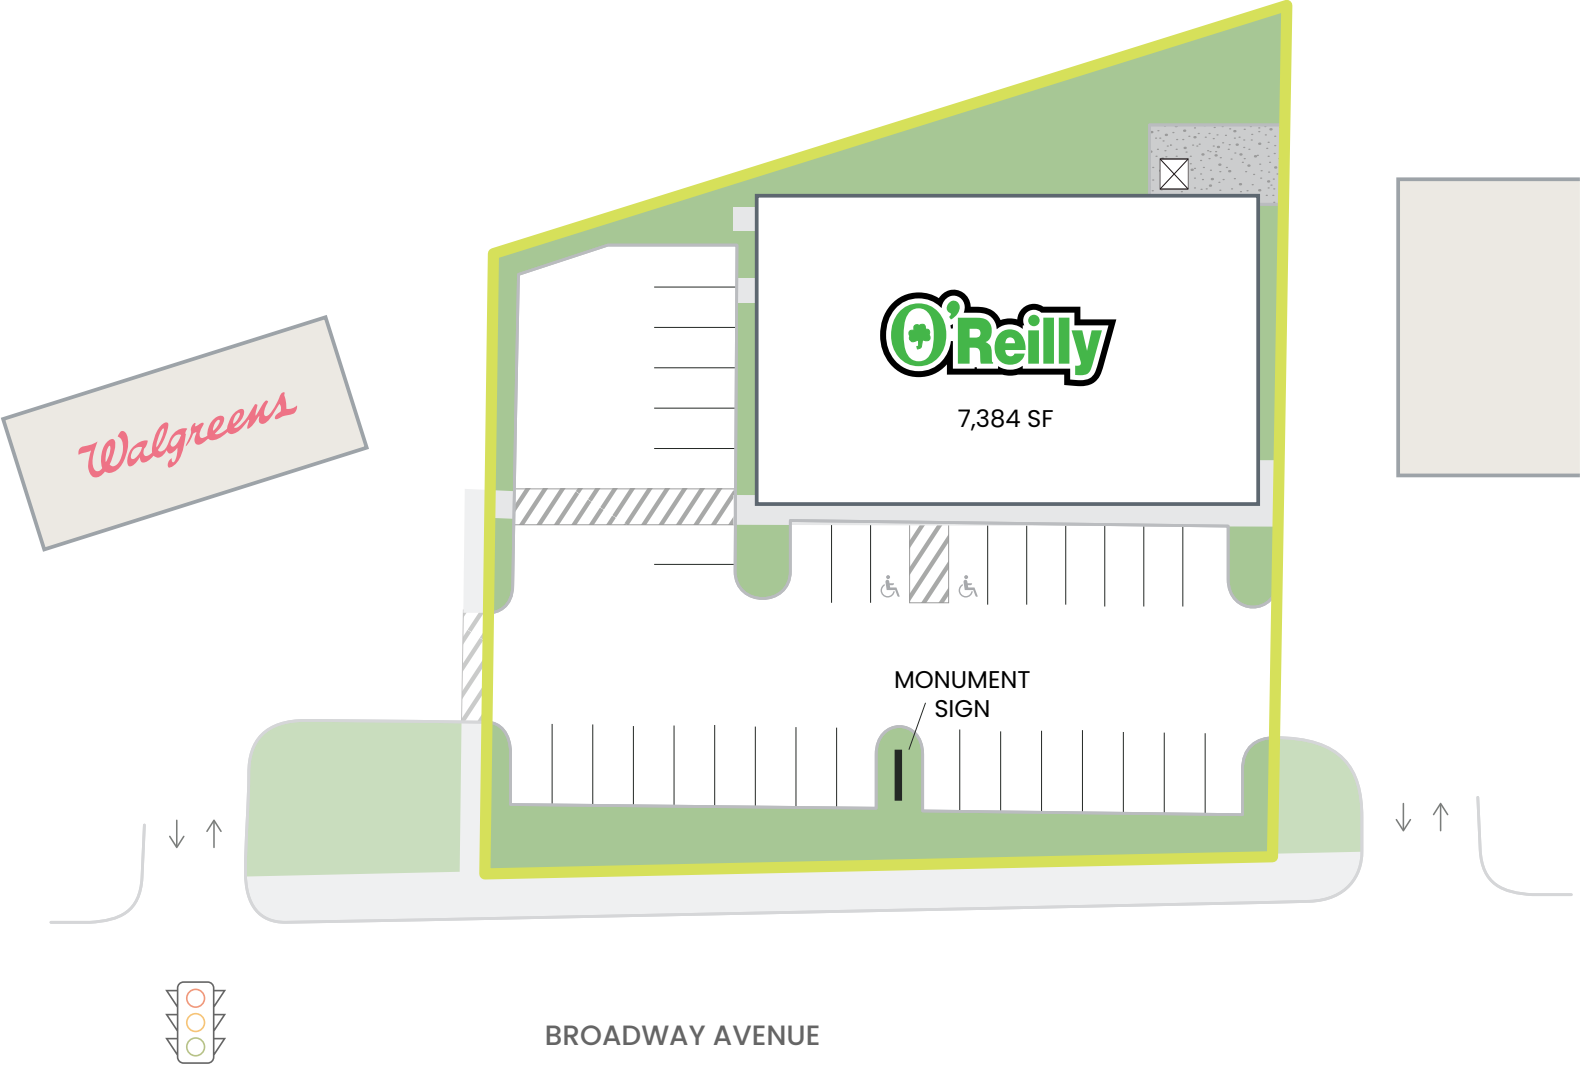 O'Reilly
7,384 SF
Walgreens
MONUMENT
SIGN
BROADWAY AVENUE